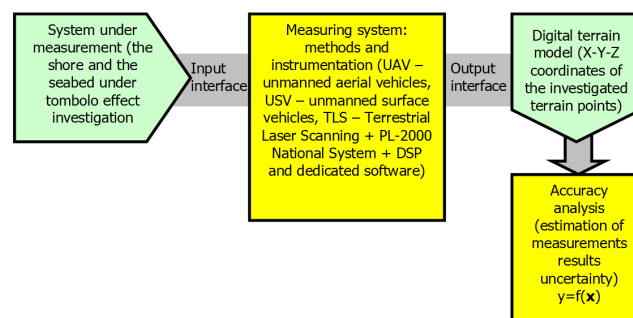 System under
measurement (the
shore and the
seabed under
tombolo effect
investigation
Input
interface
Measuring system:
methods and
instrumentation (UAV –
unmanned aerial vehicles,
USV – unmanned surface
vehicles, TLS – Terrestrial
Laser Scanning + PL-2000
National System + DSP
and dedicated software)
Output
interface
Digital terrain
model (X-Y-Z
coordinates of
the investigated
terrain points)
Accuracy
analysis
(estimation of
measurements
results
uncertainty)
y=f(x)